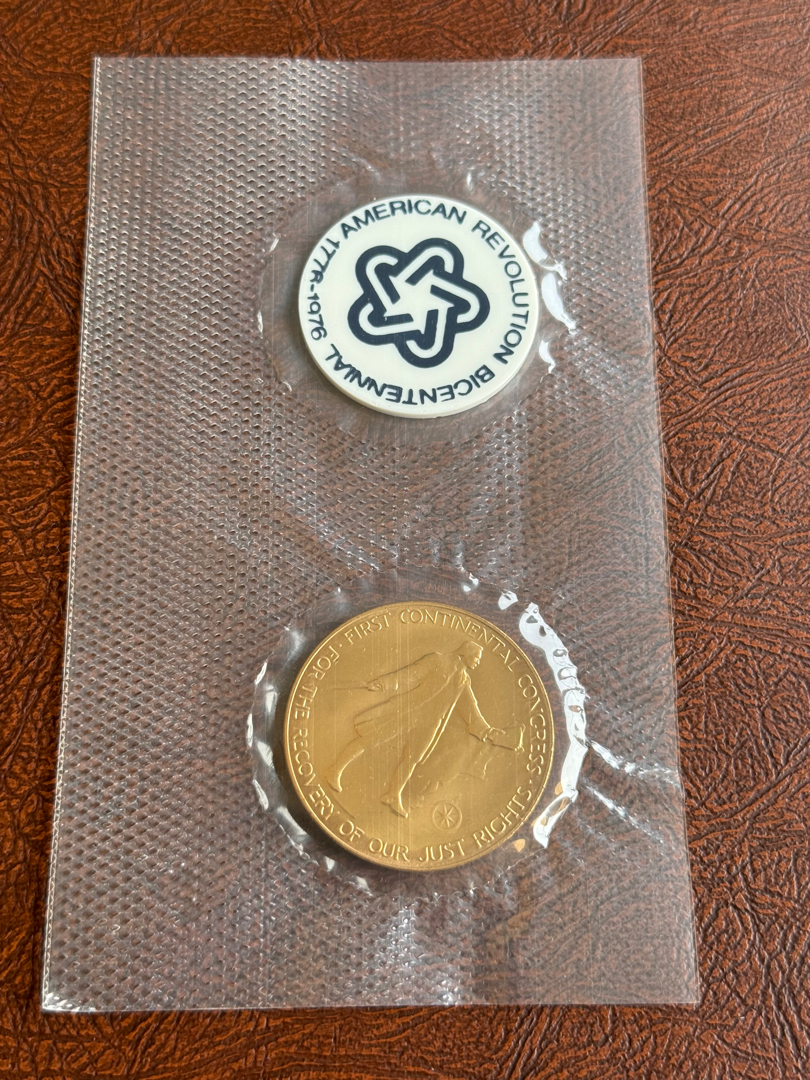 AMERICAN REVOLUTION BICENTENNIAL 1776-1976
· FIRST CONTINENTAL CONGRESS ·
FOR THE RECOVERY OF OUR JUST RIGHTS